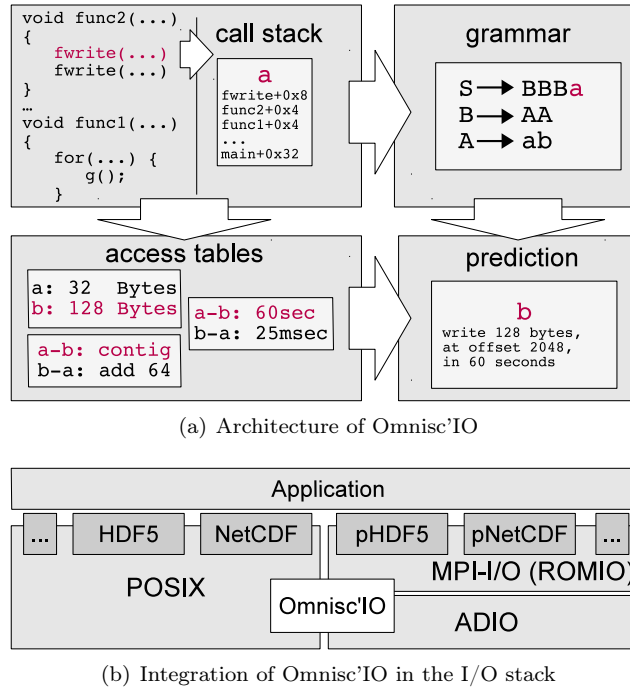 void func2(...)
{
fwrite(...)
fwrite(...)
}
…
void func1(...)
{
for(...) {
g();
}
call stack
a
fwrite+0x8
func2+0x4
func1+0x4
...
main+0x32
grammar
S → BBBa
B → AA
A → ab
access tables
a: 32 Bytes
b: 128 Bytes
a-b: 60sec
b-a: 25msec
a-b: contig
b-a: add 64
prediction
b
write 128 bytes,
at offset 2048,
in 60 seconds
(a) Architecture of Omnisc'IO
Application
... HDF5 NetCDF pHDF5 pNetCDF ...
POSIX
MPI-I/O (ROMIO)
Omnisc'IO
ADIO
(b) Integration of Omnisc'IO in the I/O stack